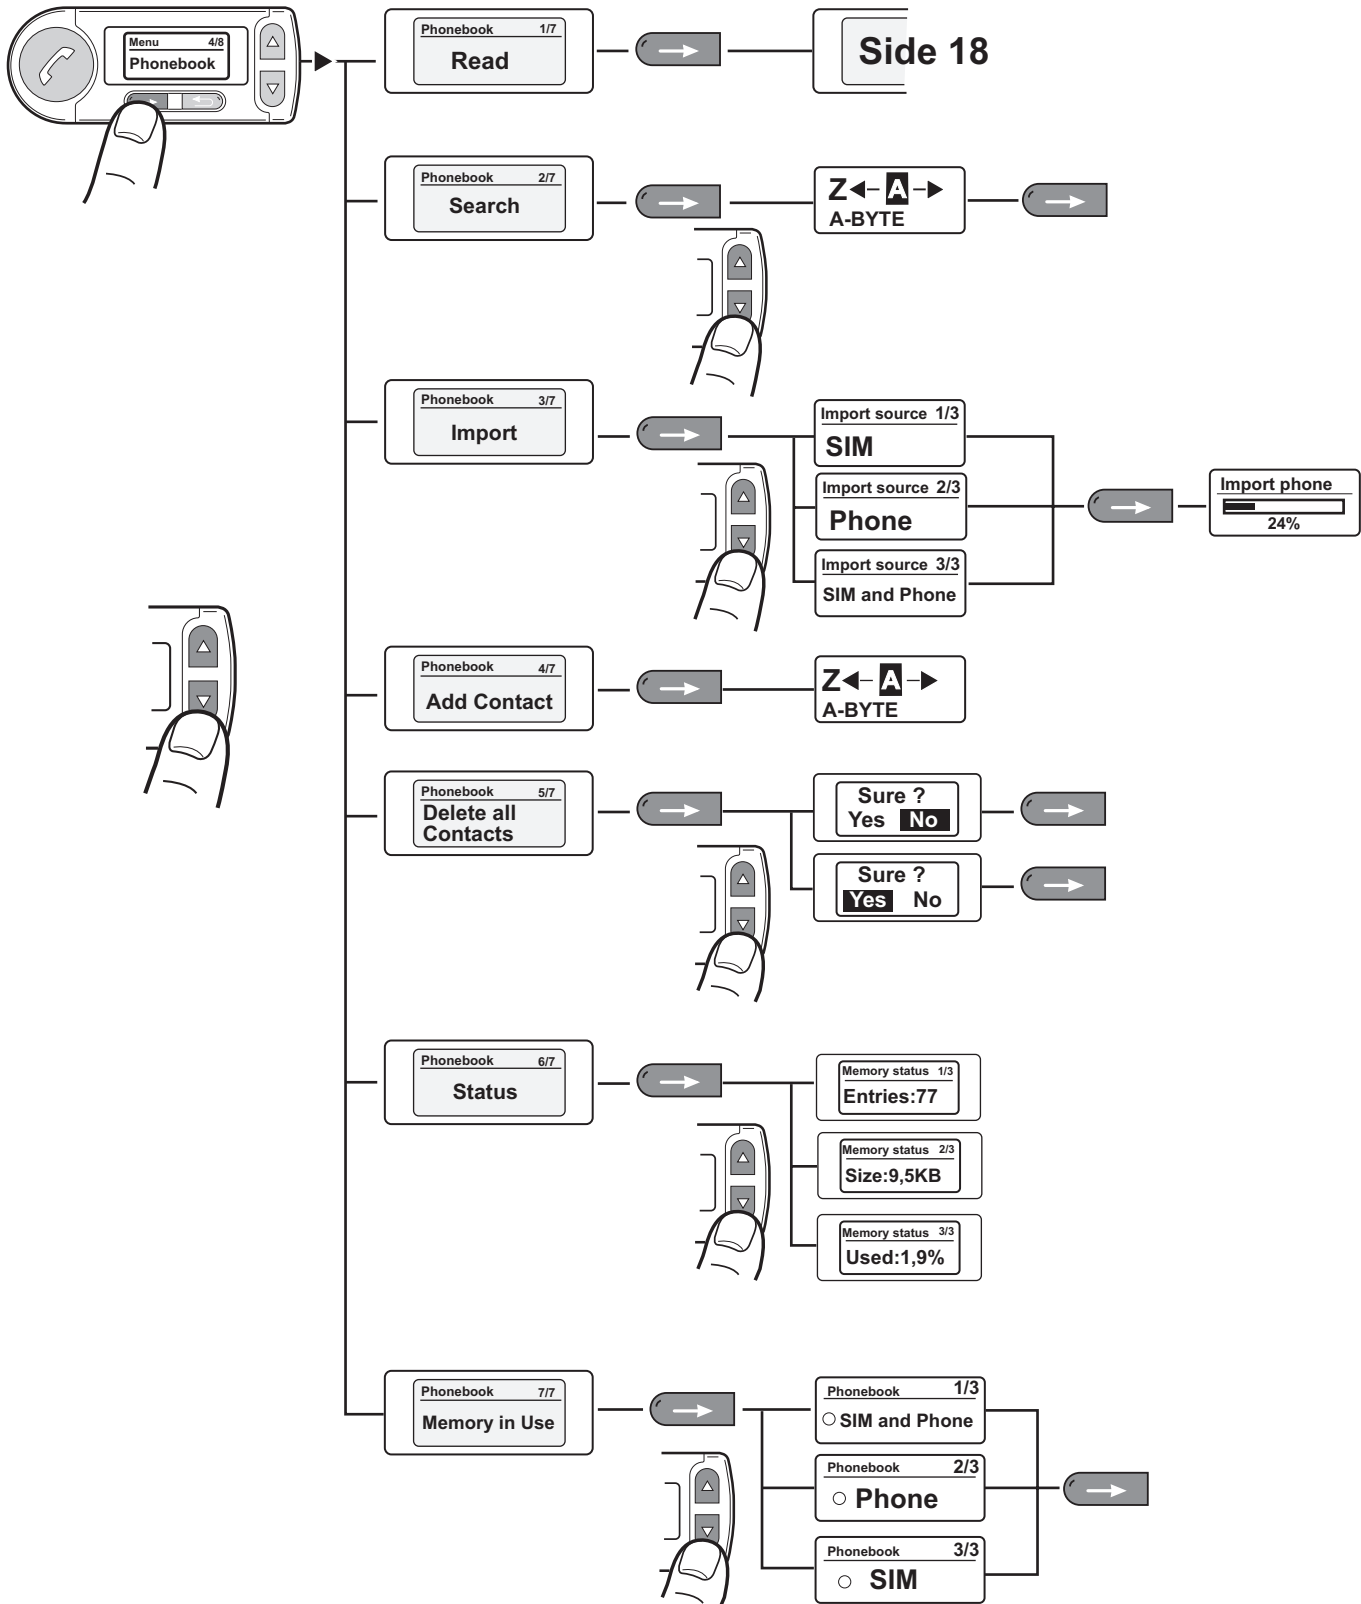 Menu 4/8
Phonebook
Phonebook 1/7
Read
Side 18
Phonebook 2/7
Search
Z A
A-BYTE
Phonebook 3/7
Import
Import source 1/3
SIM
Import source 2/3
Phone
Import source 3/3
SIM and Phone
Import phone
24%
Phonebook 4/7
Add Contact
Z A
A-BYTE
Phonebook 5/7
Delete all
Contacts
Sure ?
Yes No
Sure ?
Yes No
Phonebook 6/7
Status
Memory status 1/3
Entries:77
Memory status 2/3
Size:9,5KB
Memory status 3/3
Used:1,9%
Phonebook 7/7
Memory in Use
Phonebook 1/3
SIM and Phone
Phonebook 2/3
Phone
Phonebook 3/3
SIM